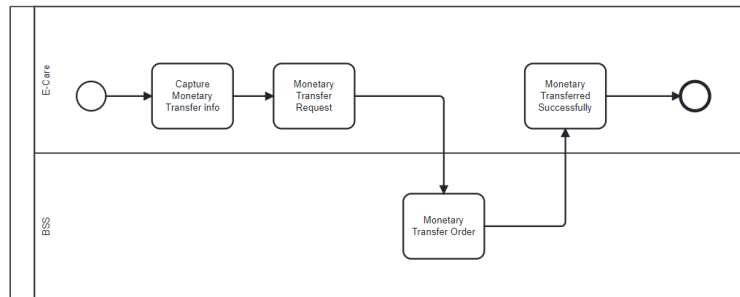 E-Care
Capture
Monetary
Transfer info
Monetary
Transfer
Request
Monetary
Transferred
Successfully
BSS
Monetary
Transfer Order